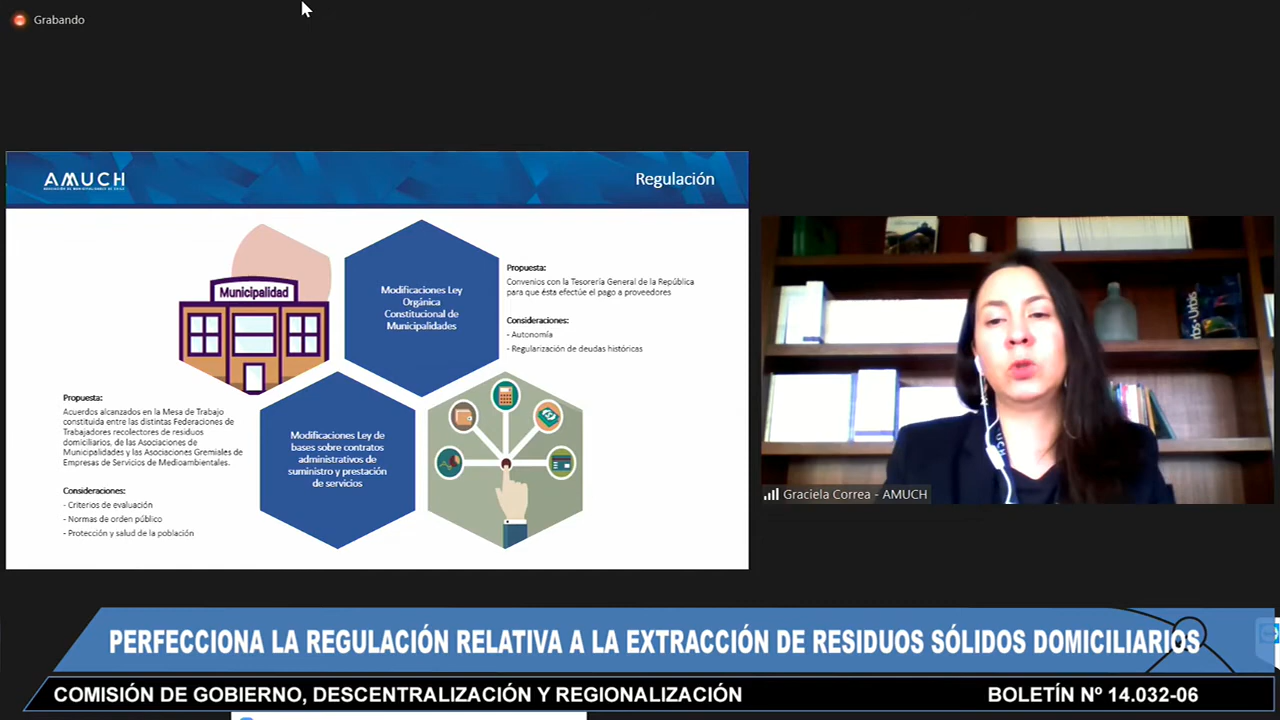 Grabando
AMUCH
Regulación
Municipalidad
Modificaciones Ley
Orgánica
Constitucional de
Municipalidades
Propuesta:
Convenios con la Tesorería General de la República
para que ésta efectúe el pago a proveedores
Consideraciones:
- Autonomía
- Regularización de deudas históricas
Propuesta:
Acuerdos alcanzados en la Mesa de Trabajo
constituida entre las distintas Federaciones de
Trabajadores recolectores de residuos
domiciliarios, de las Asociaciones de
Municipalidades y las Asociaciones Gremiales de
Empresas de Servicios de Medioambientales.
Consideraciones:
- Criterios de evaluación
- Normas de orden público
- Protección y salud de la población
Modificaciones Ley de
bases sobre contratos
administrativos de
suministro y prestación
de servicios
Graciela Correa - AMUCH
PERFECCIONA LA REGULACIÓN RELATIVA A LA EXTRACCIÓN DE RESIDUOS SÓLIDOS DOMICILIARIOS
COMISIÓN DE GOBIERNO, DESCENTRALIZACIÓN Y REGIONALIZACIÓN
BOLETÍN Nº 14.032-06